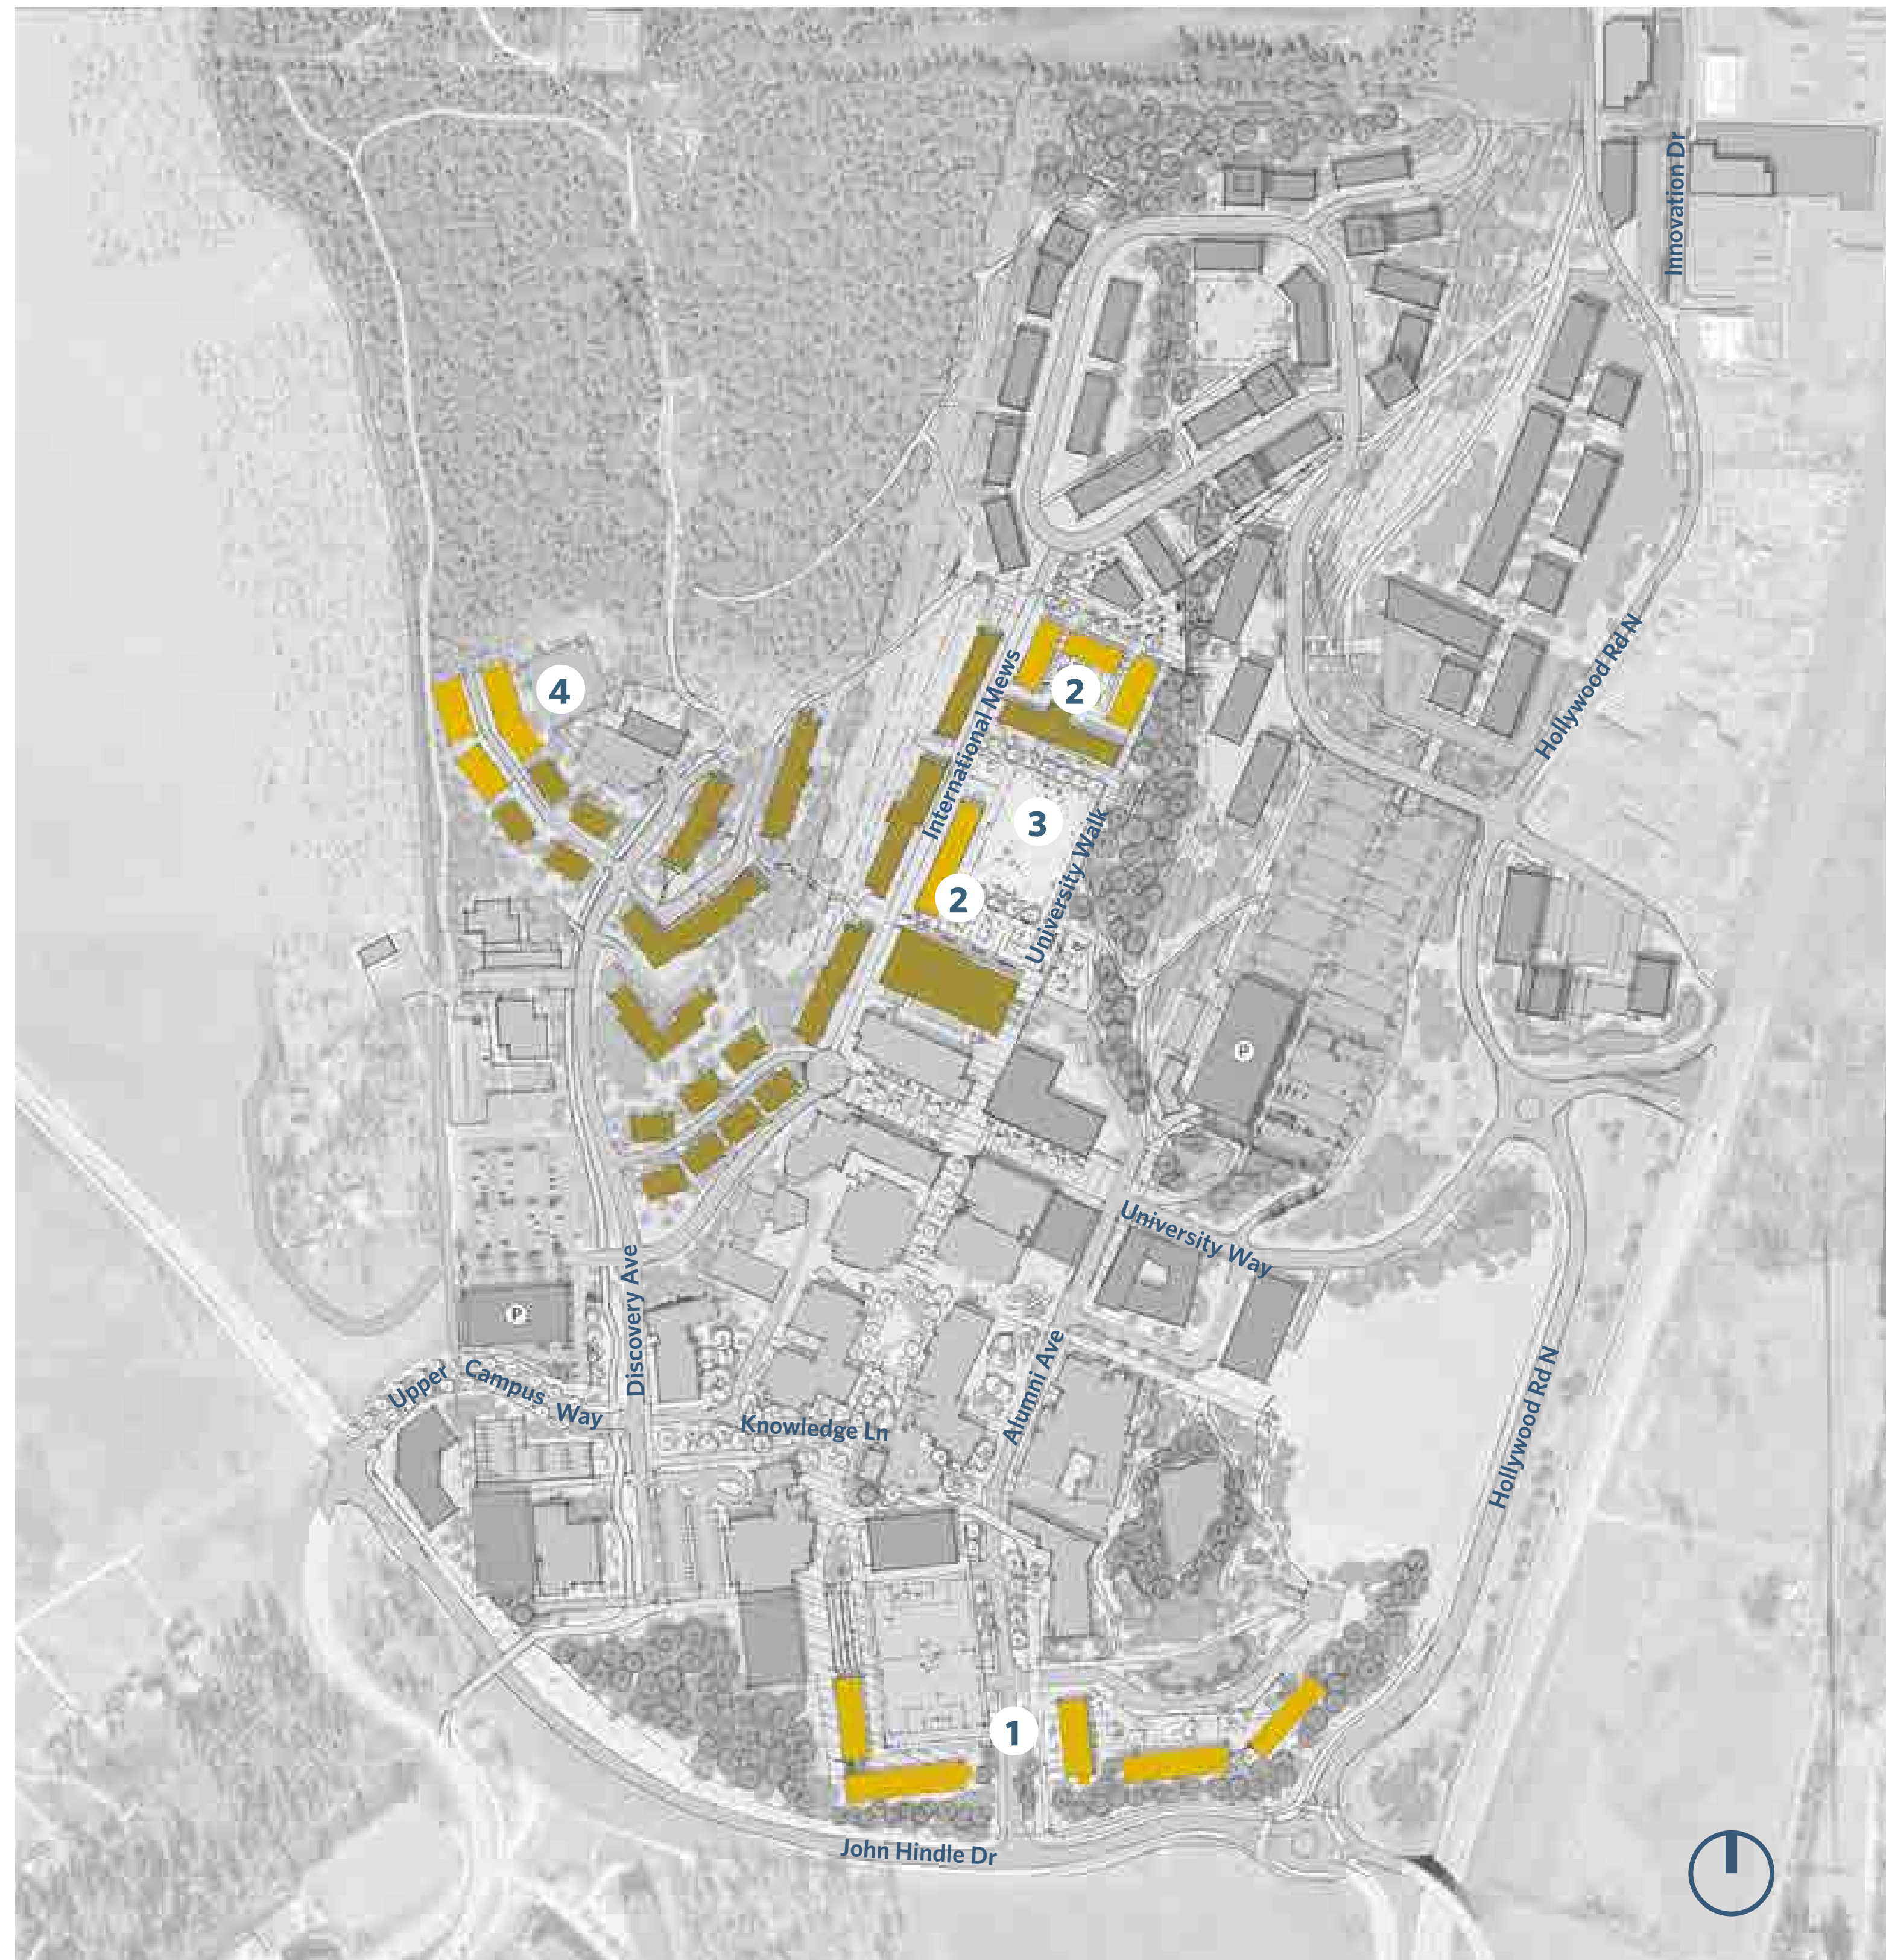 Innovation Dr
Hollywood Rd N
International Mews
4
2
3
2
University Walk
P
University Way
Discovery Ave
P
Upper Campus Way
Knowledge Ln
Alumni Ave
Hollywood Rd N
1
John Hindle Dr